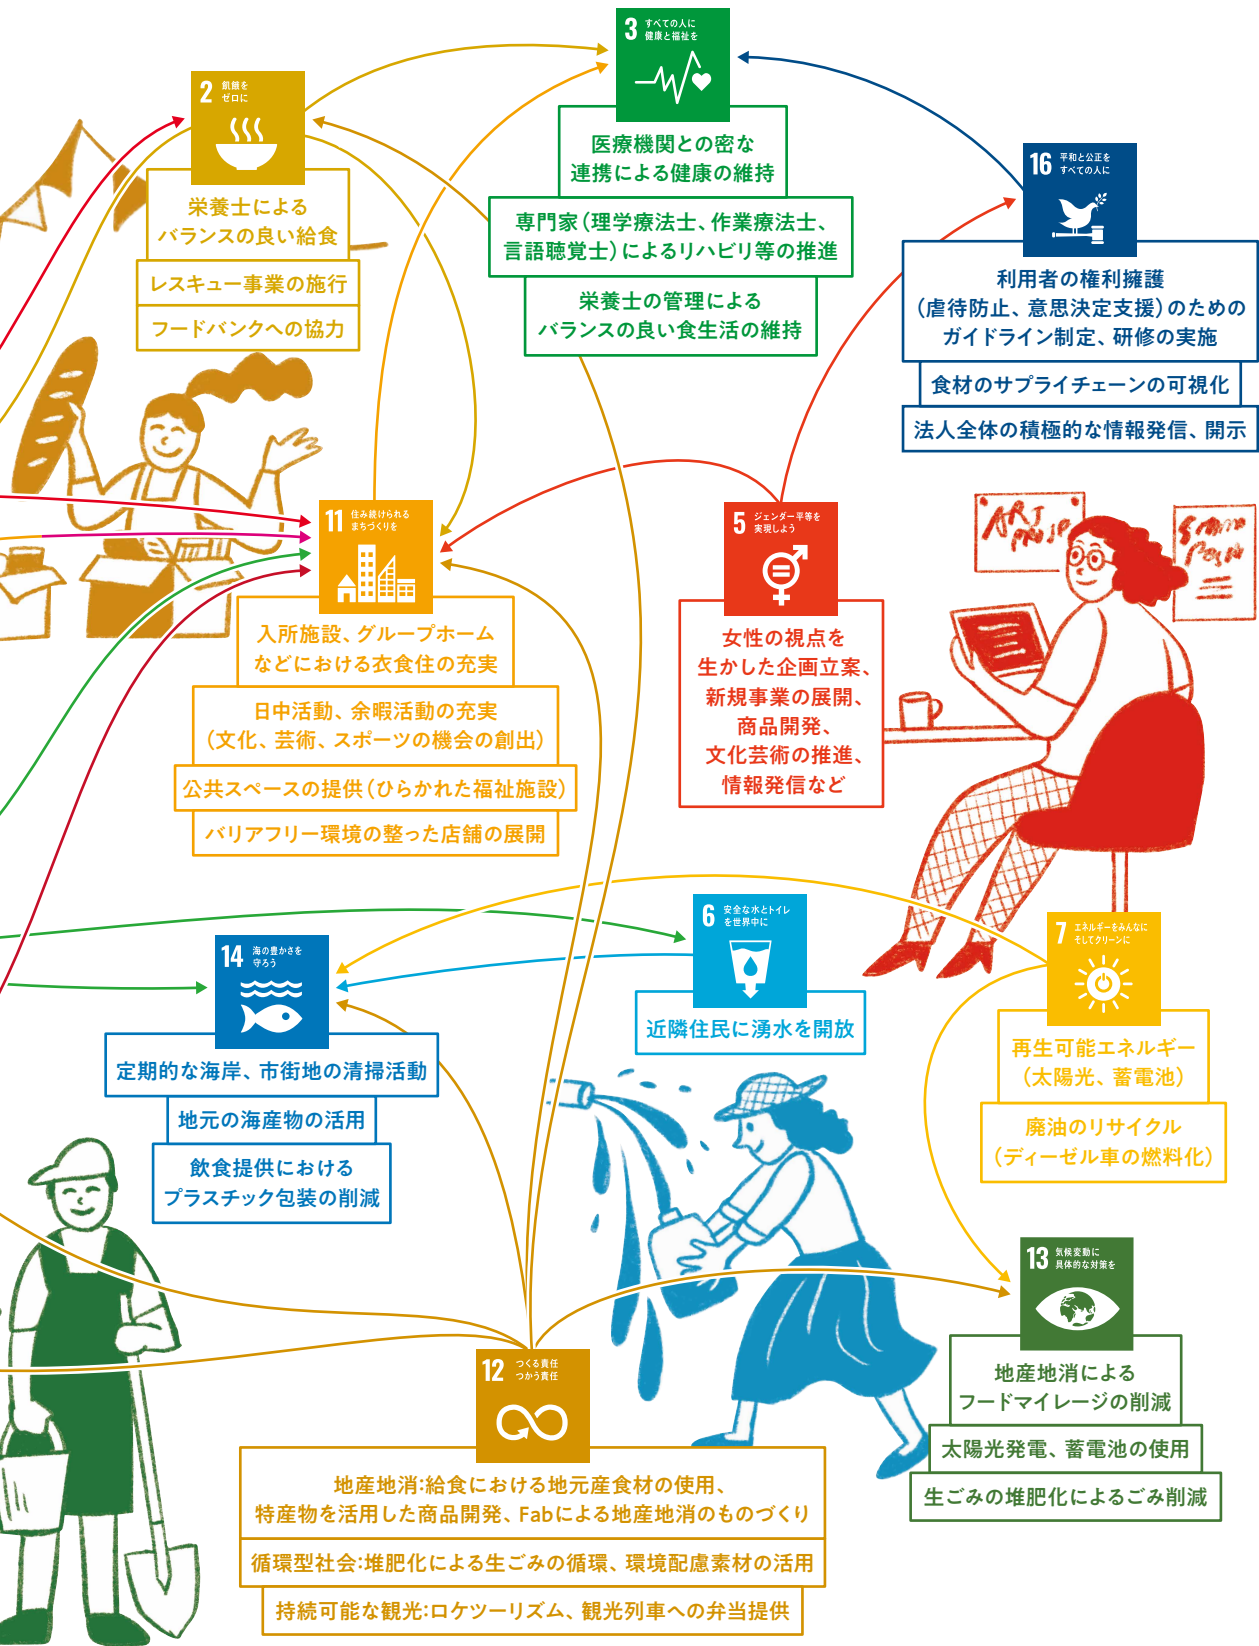 3 すべての人に
健康と福祉を
医療機関との密な
連携による健康の維持
専門家(理学療法士、作業療法士、
言語聴覚士)によるリハビリ等の推進
栄養士の管理による
バランスの良い食生活の維持
2 飢餓を
ゼロに
栄養士による
バランスの良い給食
レスキュー事業の施行
フードバンクへの協力
16 平和と公正を
すべての人に
利用者の権利擁護
(虐待防止、意思決定支援)のための
ガイドライン制定、研修の実施
食材のサプライチェーンの可視化
法人全体の積極的な情報発信、開示
11 住み続けられる
まちづくりを
入所施設、グループホーム
などにおける衣食住の充実
日中活動、余暇活動の充実
(文化、芸術、スポーツの機会の創出)
公共スペースの提供(ひらかれた福祉施設)
バリアフリー環境の整った店舗の展開
5 ジェンダー平等を
実現しよう
女性の視点を
生かした企画立案、
新規事業の展開、
商品開発、
文化芸術の推進、
情報発信など
ART
14 海の豊かさを
守ろう
定期的な海岸、市街地の清掃活動
地元の海産物の活用
飲食提供における
プラスチック包装の削減
6 安全な水とトイレ
を世界中に
近隣住民に湧水を開放
7 エネルギーをみんなに
そしてクリーンに
再生可能エネルギー
(太陽光、蓄電池)
廃油のリサイクル
(ディーゼル車の燃料化)
13 気候変動に
具体的な対策を
地産地消による
フードマイレージの削減
太陽光発電、蓄電池の使用
生ごみの堆肥化によるごみ削減
12 つくる責任
つかう責任
地産地消:給食における地元産食材の使用、
特産物を活用した商品開発、Fabによる地産地消のものづくり
循環型社会:堆肥化による生ごみの循環、環境配慮素材の活用
持続可能な観光:ロケツーリズム、観光列車への弁当提供